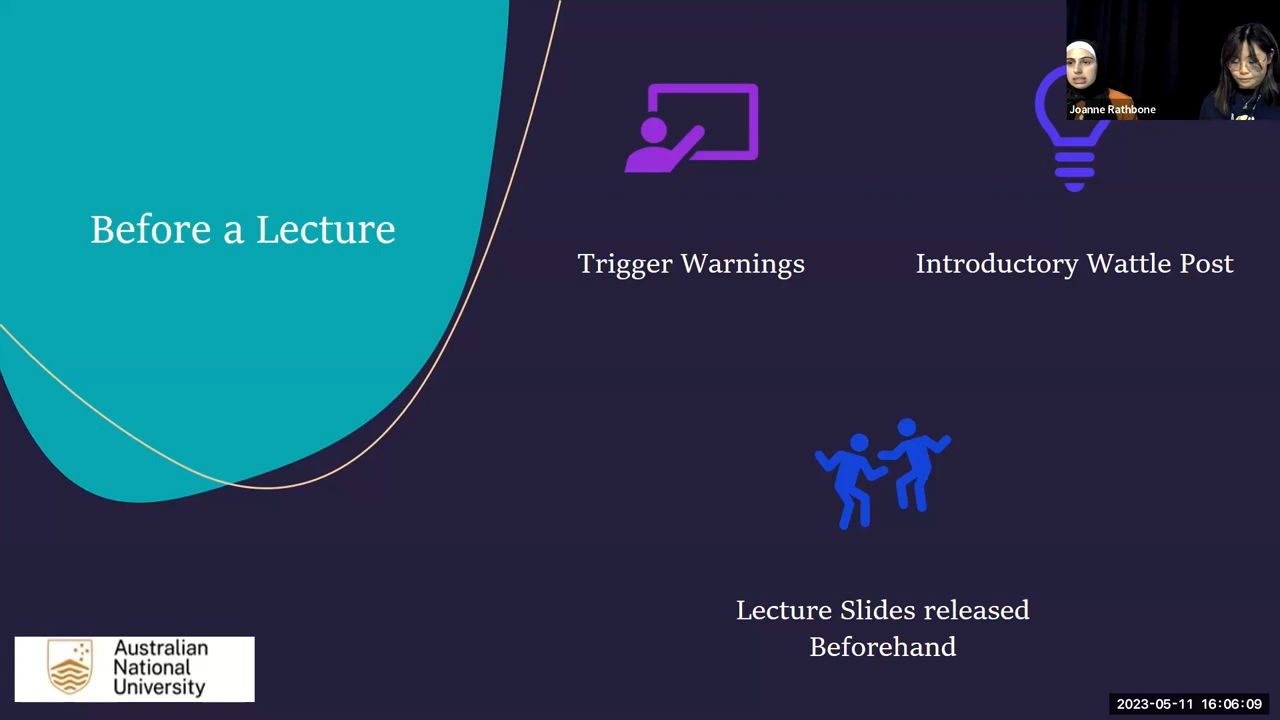 Before a Lecture
Trigger Warnings
Introductory Wattle Post
Lecture Slides released
Beforehand
Joanne Rathbone
Australian
National
University
2023-05-11 16:06:09